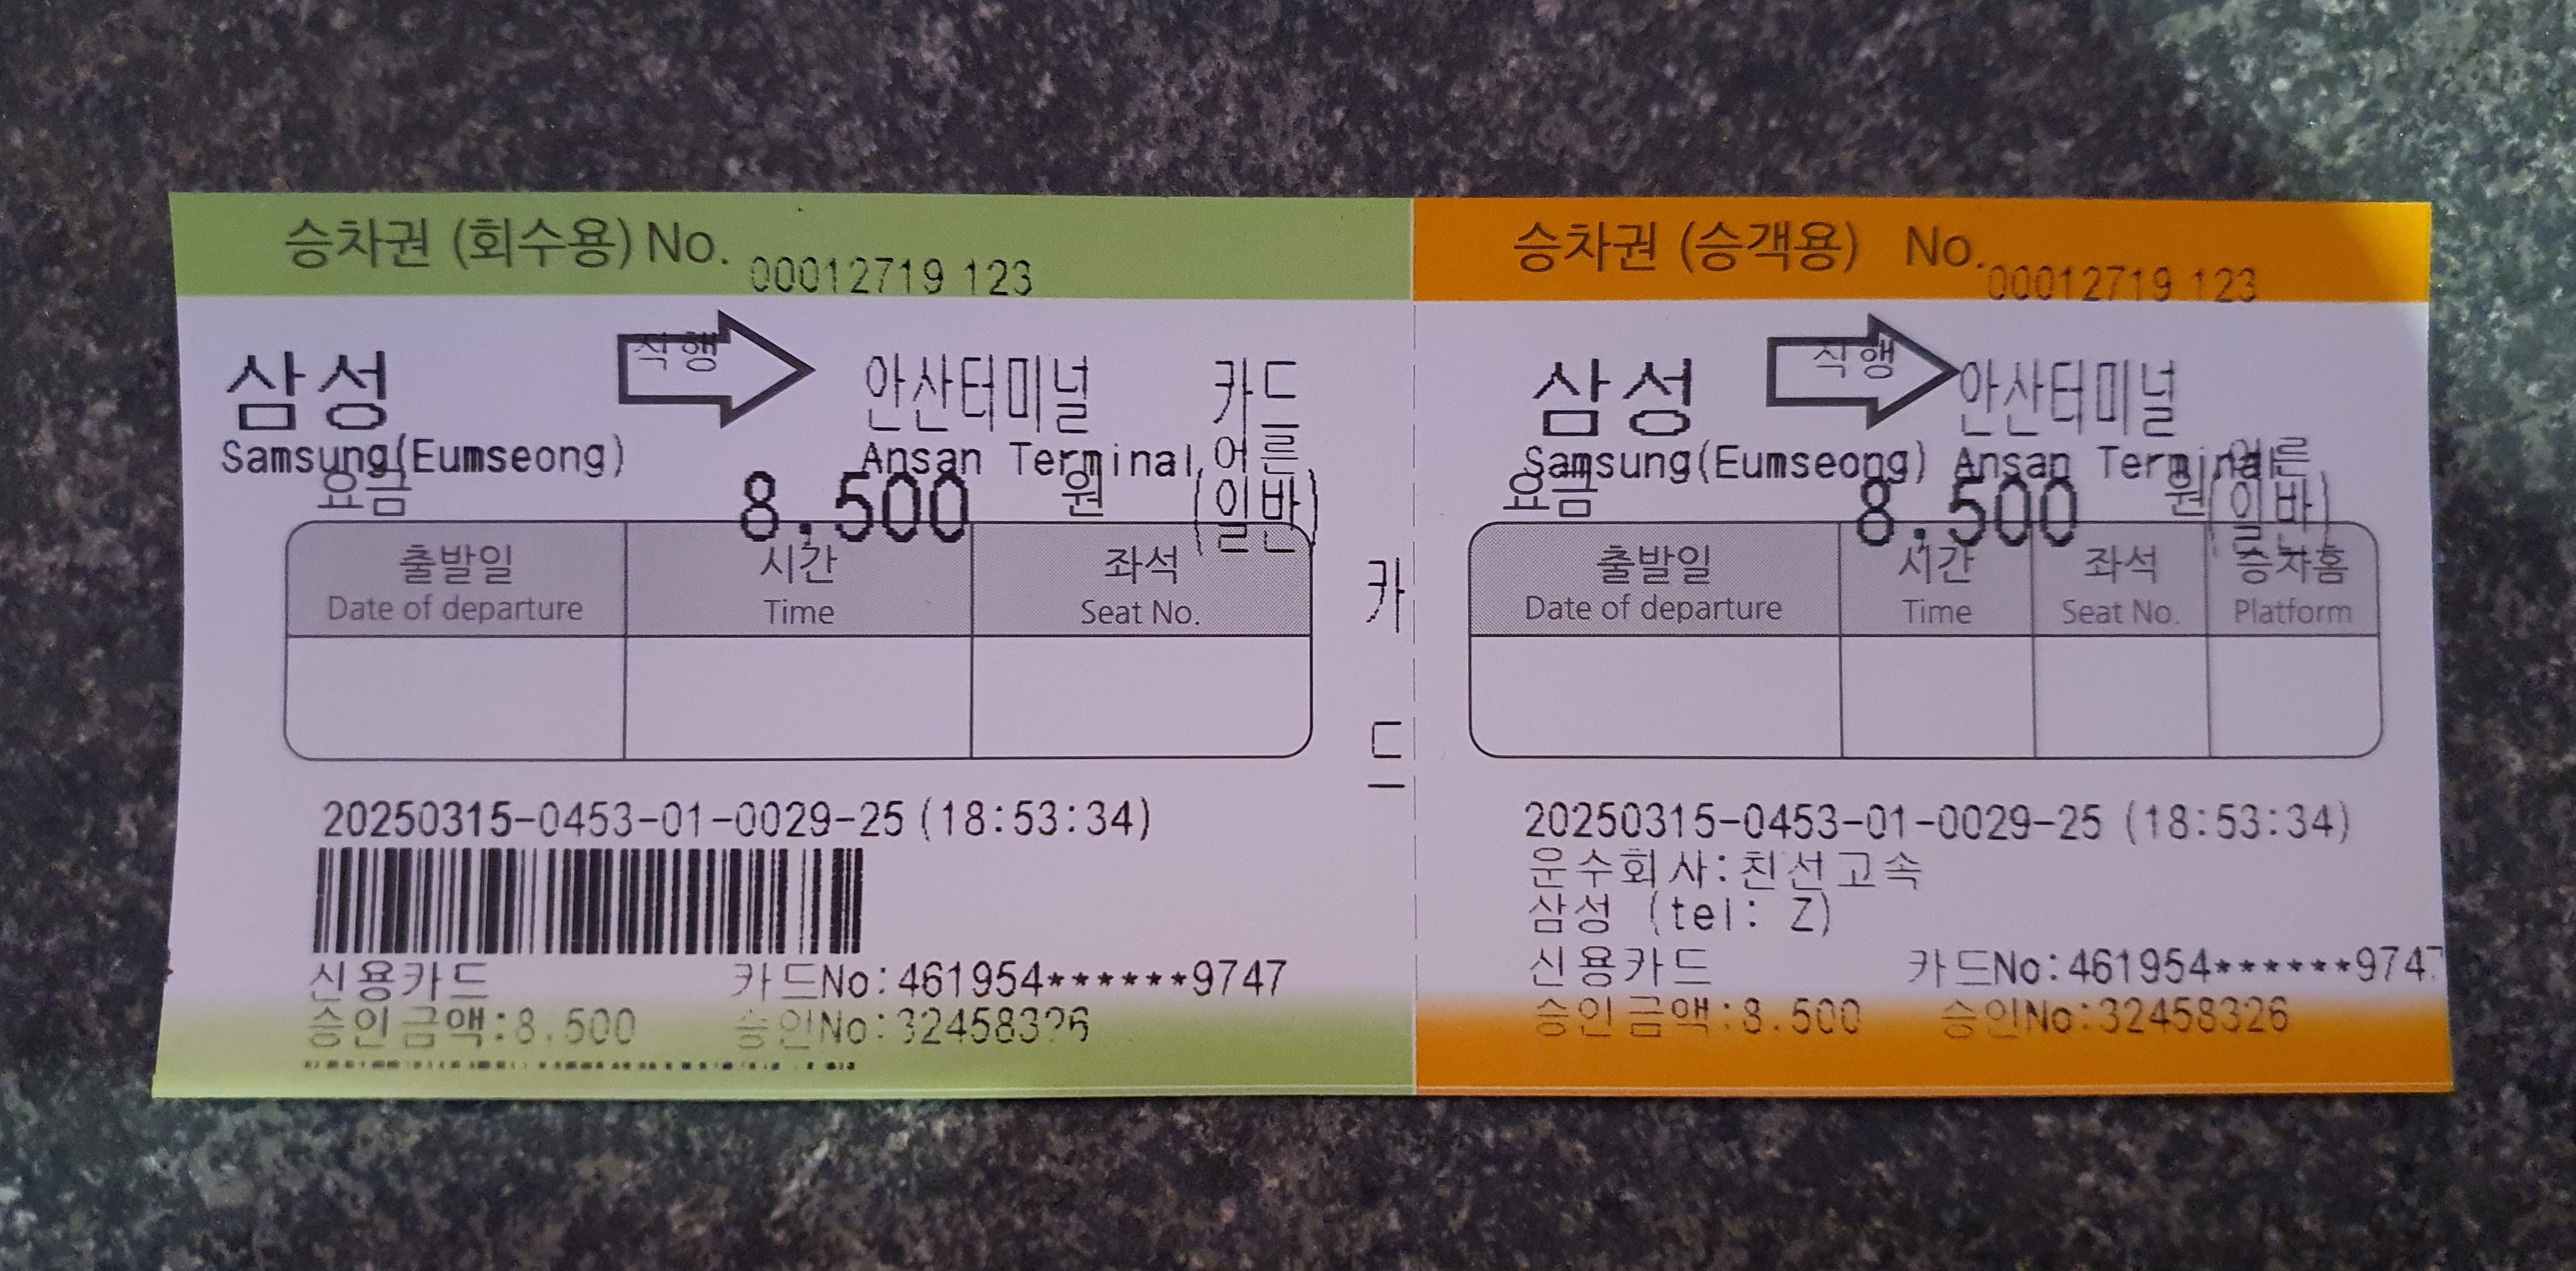 승차권 (회수용) No. 00012719 123
직행
삼성 안산터미널 카드
Samsung(Eumseong) Ansan Terminal 어른
요금 8.500 원 (일반)
출발일 시간 좌석
Date of departure Time Seat No.
카드
20250315-0453-01-0029-25 (18:53:34)
신용카드 카드No:461954******9747
승인금액:8.500 승인No:32458326
승차권 (승객용) No. 00012719 123
직행
삼성 안산터미널
Samsung(Eumseong) Ansan Terminal 어른
요금 8.500 원 (일반)
출발일 시간 좌석 승차홈
Date of departure Time Seat No. Platform
20250315-0453-01-0029-25 (18:53:34)
운수회사:친선고속
삼성 (tel: Z)
신용카드 카드No:461954******9747
승인금액:8.500 승인No:32458326